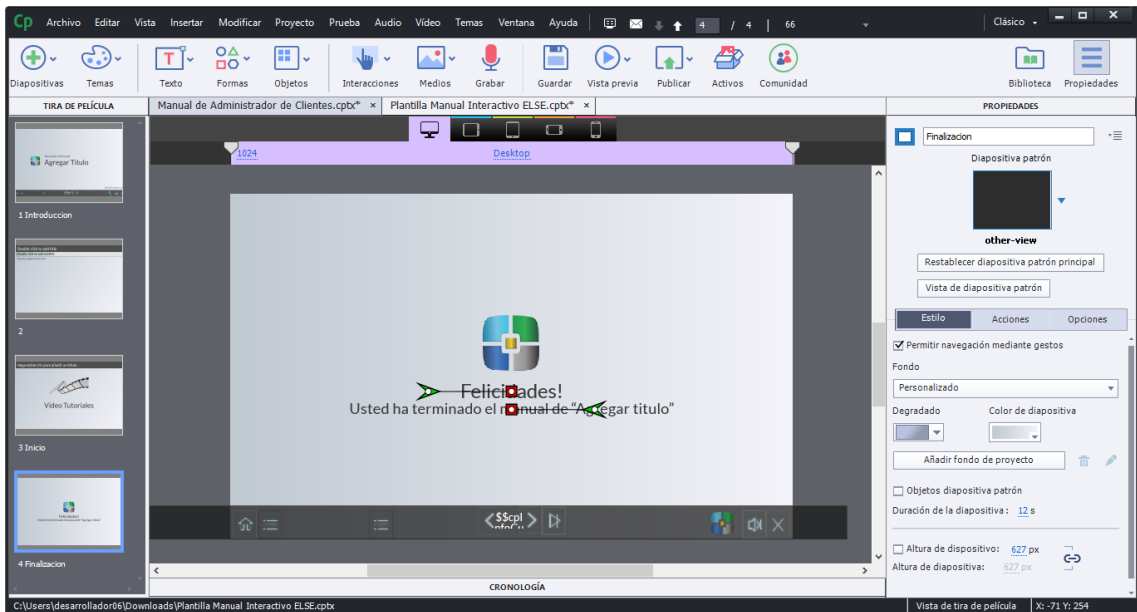 Cp Archivo Editar Vista Insertar Modificar Proyecto Prueba Audio Vídeo Temas Ventana Ayuda 4 / 4 66 Clásico
Diapositivas Temas Texto Formas Objetos Interacciones Medios Grabar Guardar Vista previa Publicar Activos Comunidad Biblioteca Propiedades
TIRA DE PELÍCULA
Manual de Administrador de Clientes.cptx* × Plantilla Manual Interactivo ELSE.cptx* ×
PROPIEDADES
Agregar Titulo
1 Introduccion
2
Video Tutoriales
3 Inicio
4 Finalizacion
1024 Desktop
Felicidades!
Usted ha terminado el manual de “Agregar titulo”
$$cpI
CRONOLOGÍA
Finalizacion
Diapositiva patrón
other-view
Restablecer diapositiva patrón principal
Vista de diapositiva patrón
Estilo Acciones Opciones
Permitir navegación mediante gestos
Fondo
Personalizado
Degradado Color de diapositiva
Añadir fondo de proyecto
Objetos diapositiva patrón
Duración de la diapositiva : 12 s
Altura de dispositivo: 627 px
Altura de diapositiva: 627 px
C:\Users\desarrollador06\Downloads\Plantilla Manual Interactivo ELSE.cptx
Vista de tira de película X: -71 Y: 254